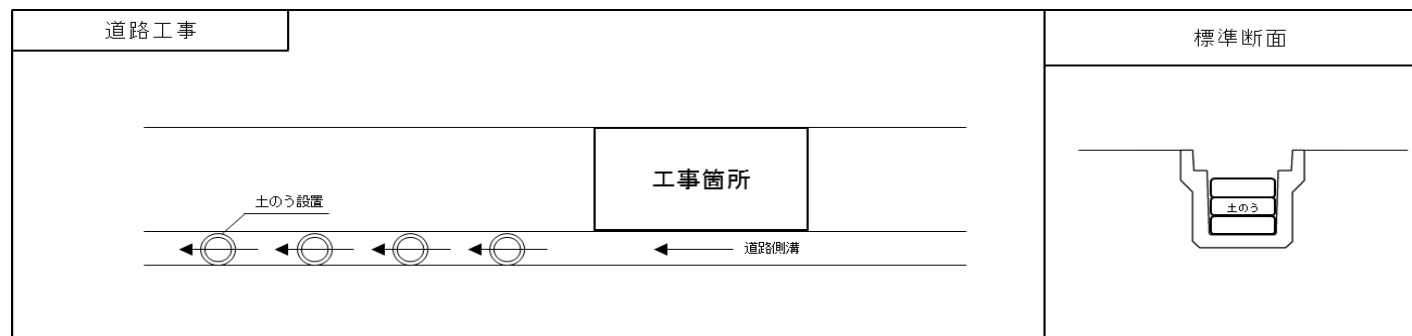 道路工事
標準断面
工事箇所
土のう設置
道路側溝
土のう